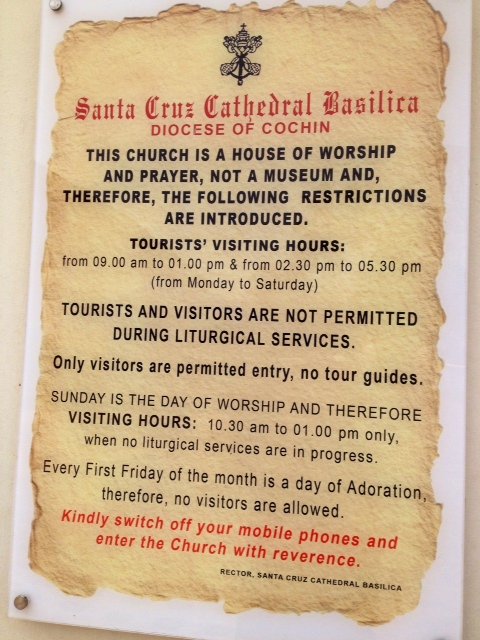 Santa Cruz Cathedral Basilica
DIOCESE OF COCHIN
THIS CHURCH IS A HOUSE OF WORSHIP
AND PRAYER, NOT A MUSEUM AND,
THEREFORE, THE FOLLOWING RESTRICTIONS
ARE INTRODUCED.
TOURISTS' VISITING HOURS:
from 09.00 am to 01.00 pm & from 02.30 pm to 05.30 pm
(from Monday to Saturday)
TOURISTS AND VISITORS ARE NOT PERMITTED
DURING LITURGICAL SERVICES.
Only visitors are permitted entry, no tour guides.
SUNDAY IS THE DAY OF WORSHIP AND THEREFORE
VISITING HOURS: 10.30 am to 01.00 pm only,
when no liturgical services are in progress.
Every First Friday of the month is a day of Adoration,
therefore, no visitors are allowed.
Kindly switch off your mobile phones and
enter the Church with reverence.
RECTOR, SANTA CRUZ CATHEDRAL BASILICA